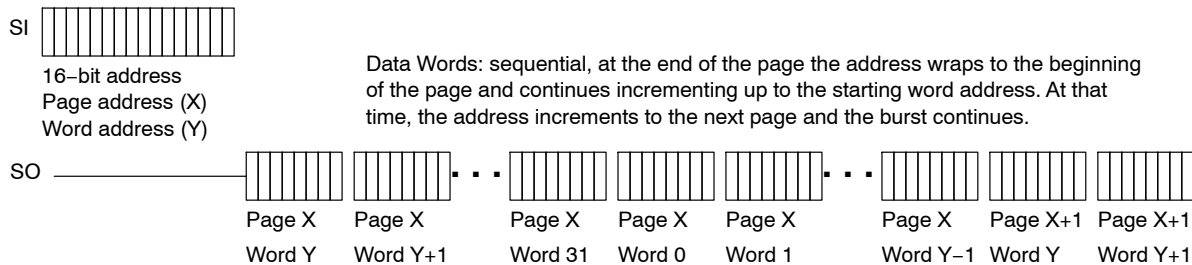 SI
16−bit address
Page address (X)
Word address (Y)
Data Words: sequential, at the end of the page the address wraps to the beginning
of the page and continues incrementing up to the starting word address. At that
time, the address increments to the next page and the burst continues.
SO
Page X Page X Page X Page X Page X Page X Page X+1 Page X+1
Word Y Word Y+1 Word 31 Word 0 Word 1 Word Y−1 Word Y Word Y+1